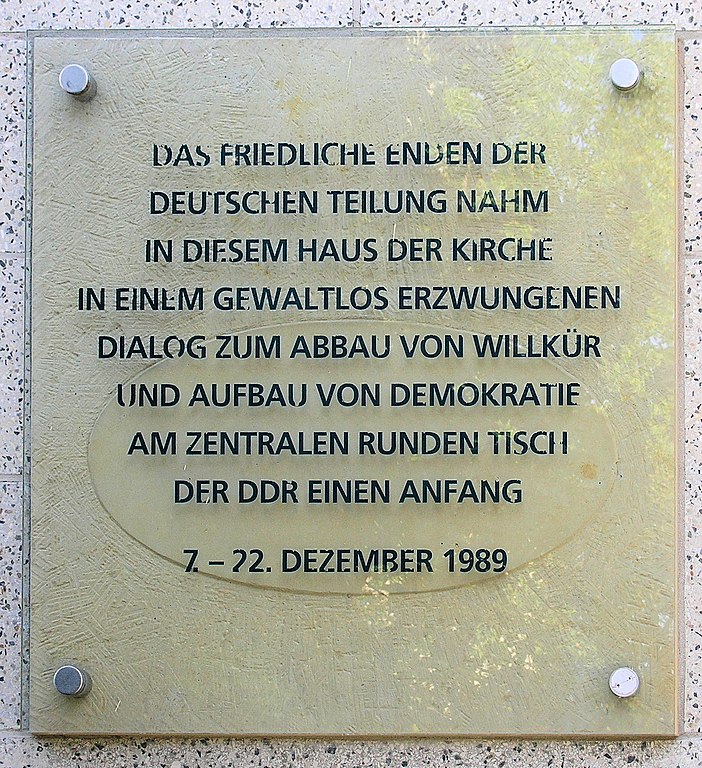 DAS FRIEDLICHE ENDEN DER
DEUTSCHEN TEILUNG NAHM
IN DIESEM HAUS DER KIRCHE
IN EINEM GEWALTLOS ERZWUNGENEN
DIALOG ZUM ABBAU VON WILLKÜR
UND AUFBAU VON DEMOKRATIE
AM ZENTRALEN RUNDEN TISCH
DER DDR EINEN ANFANG
7. – 22. DEZEMBER 1989